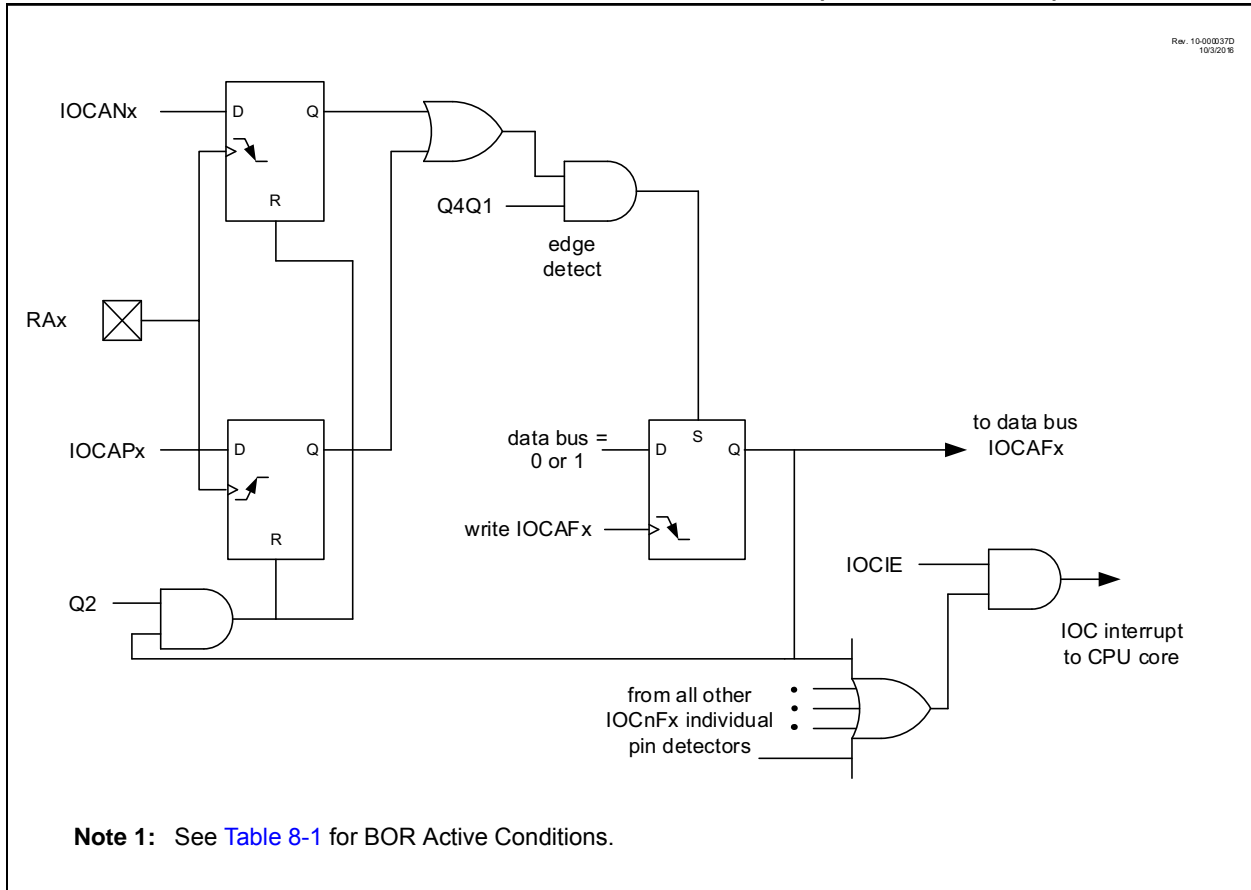 Rev. 10-000037D
10/3/2016
IOCANx
D
Q
R
Q4Q1
edge
detect
RAx
IOCAPx
D
Q
R
data bus =
0 or 1
D
S
Q
to data bus
IOCAFx
write IOCAFx
IOCIE
Q2
IOC interrupt
to CPU core
from all other
IOCnFx individual
pin detectors
Note 1: See Table 8-1 for BOR Active Conditions.